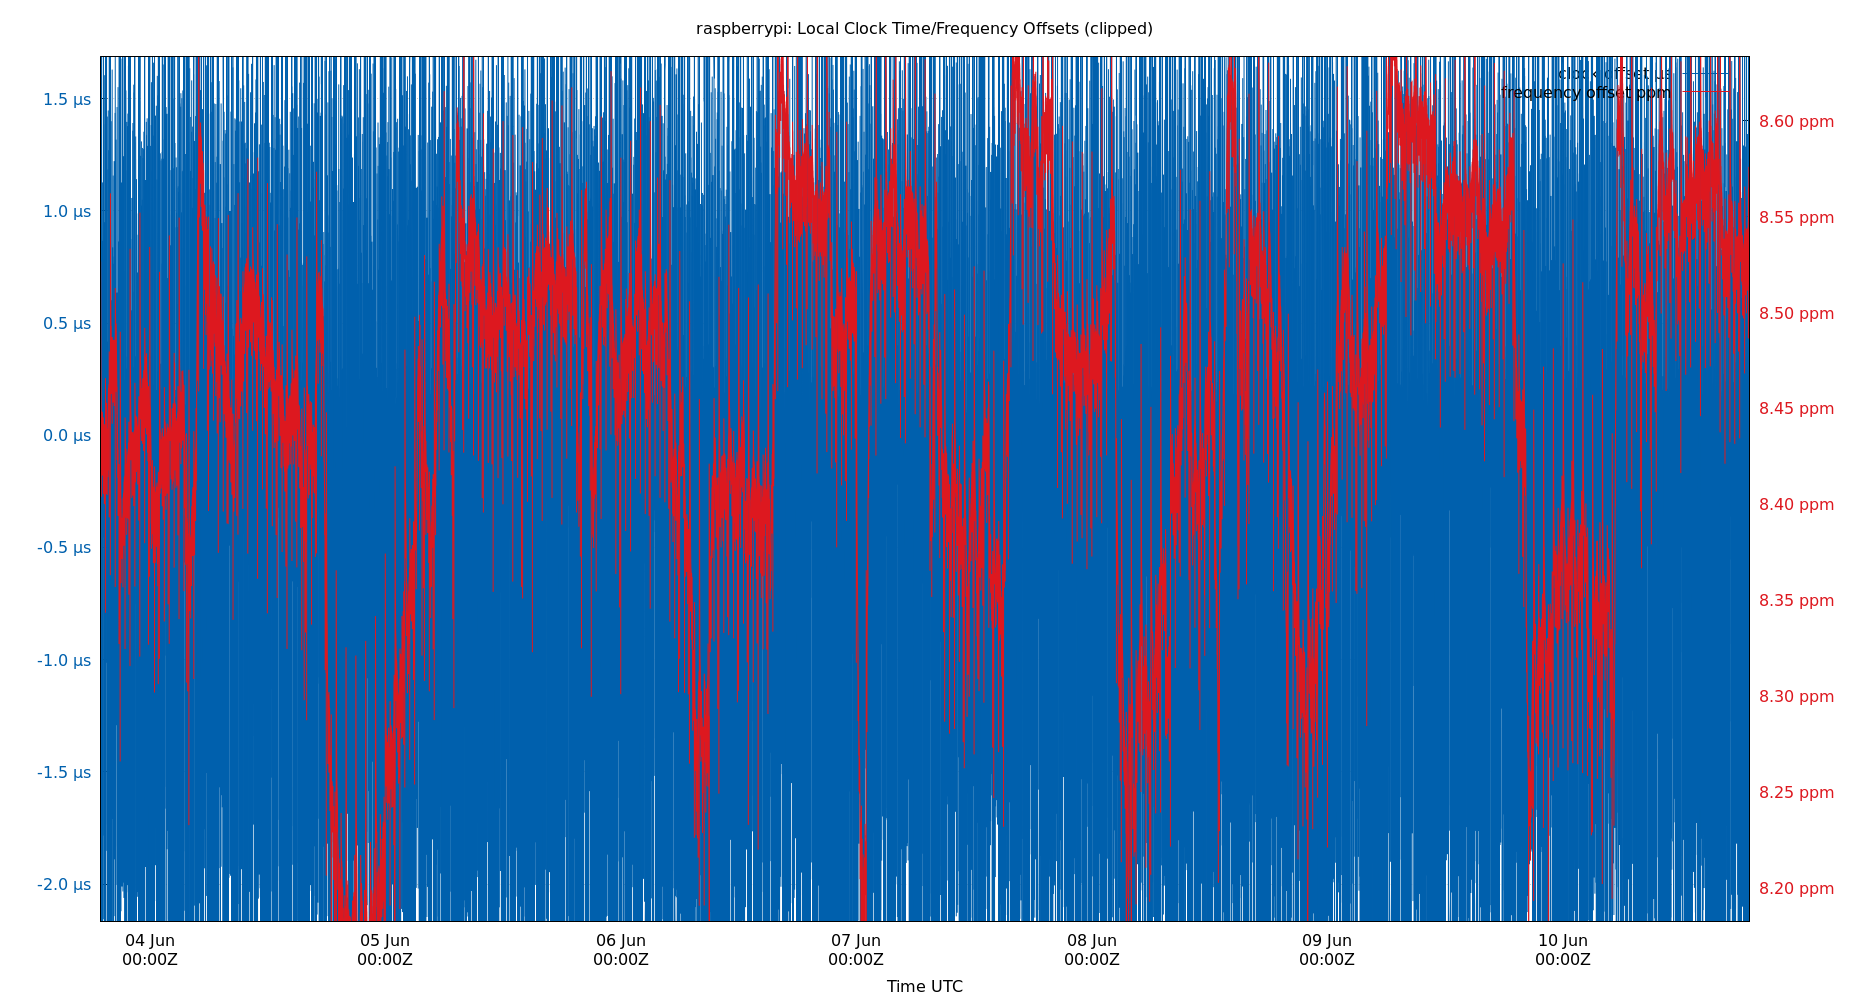 raspberrypi: Local Clock Time/Frequency Offsets (clipped)
clock offset µs
frequency offset ppm
1.5 µs
1.0 µs
0.5 µs
0.0 µs
-0.5 µs
-1.0 µs
-1.5 µs
-2.0 µs
8.60 ppm
8.55 ppm
8.50 ppm
8.45 ppm
8.40 ppm
8.35 ppm
8.30 ppm
8.25 ppm
8.20 ppm
04 Jun 05 Jun 06 Jun 07 Jun 08 Jun 09 Jun 10 Jun
00:00Z 00:00Z 00:00Z 00:00Z 00:00Z 00:00Z 00:00Z
Time UTC